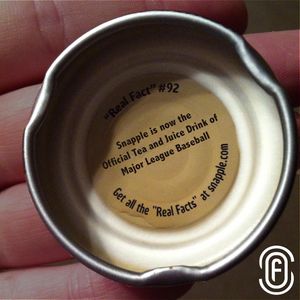 "Real Fact" #92
Snapple is now the
Official Tea and Juice Drink of
Major League Baseball
Get all the "Real Facts" at snapple.com